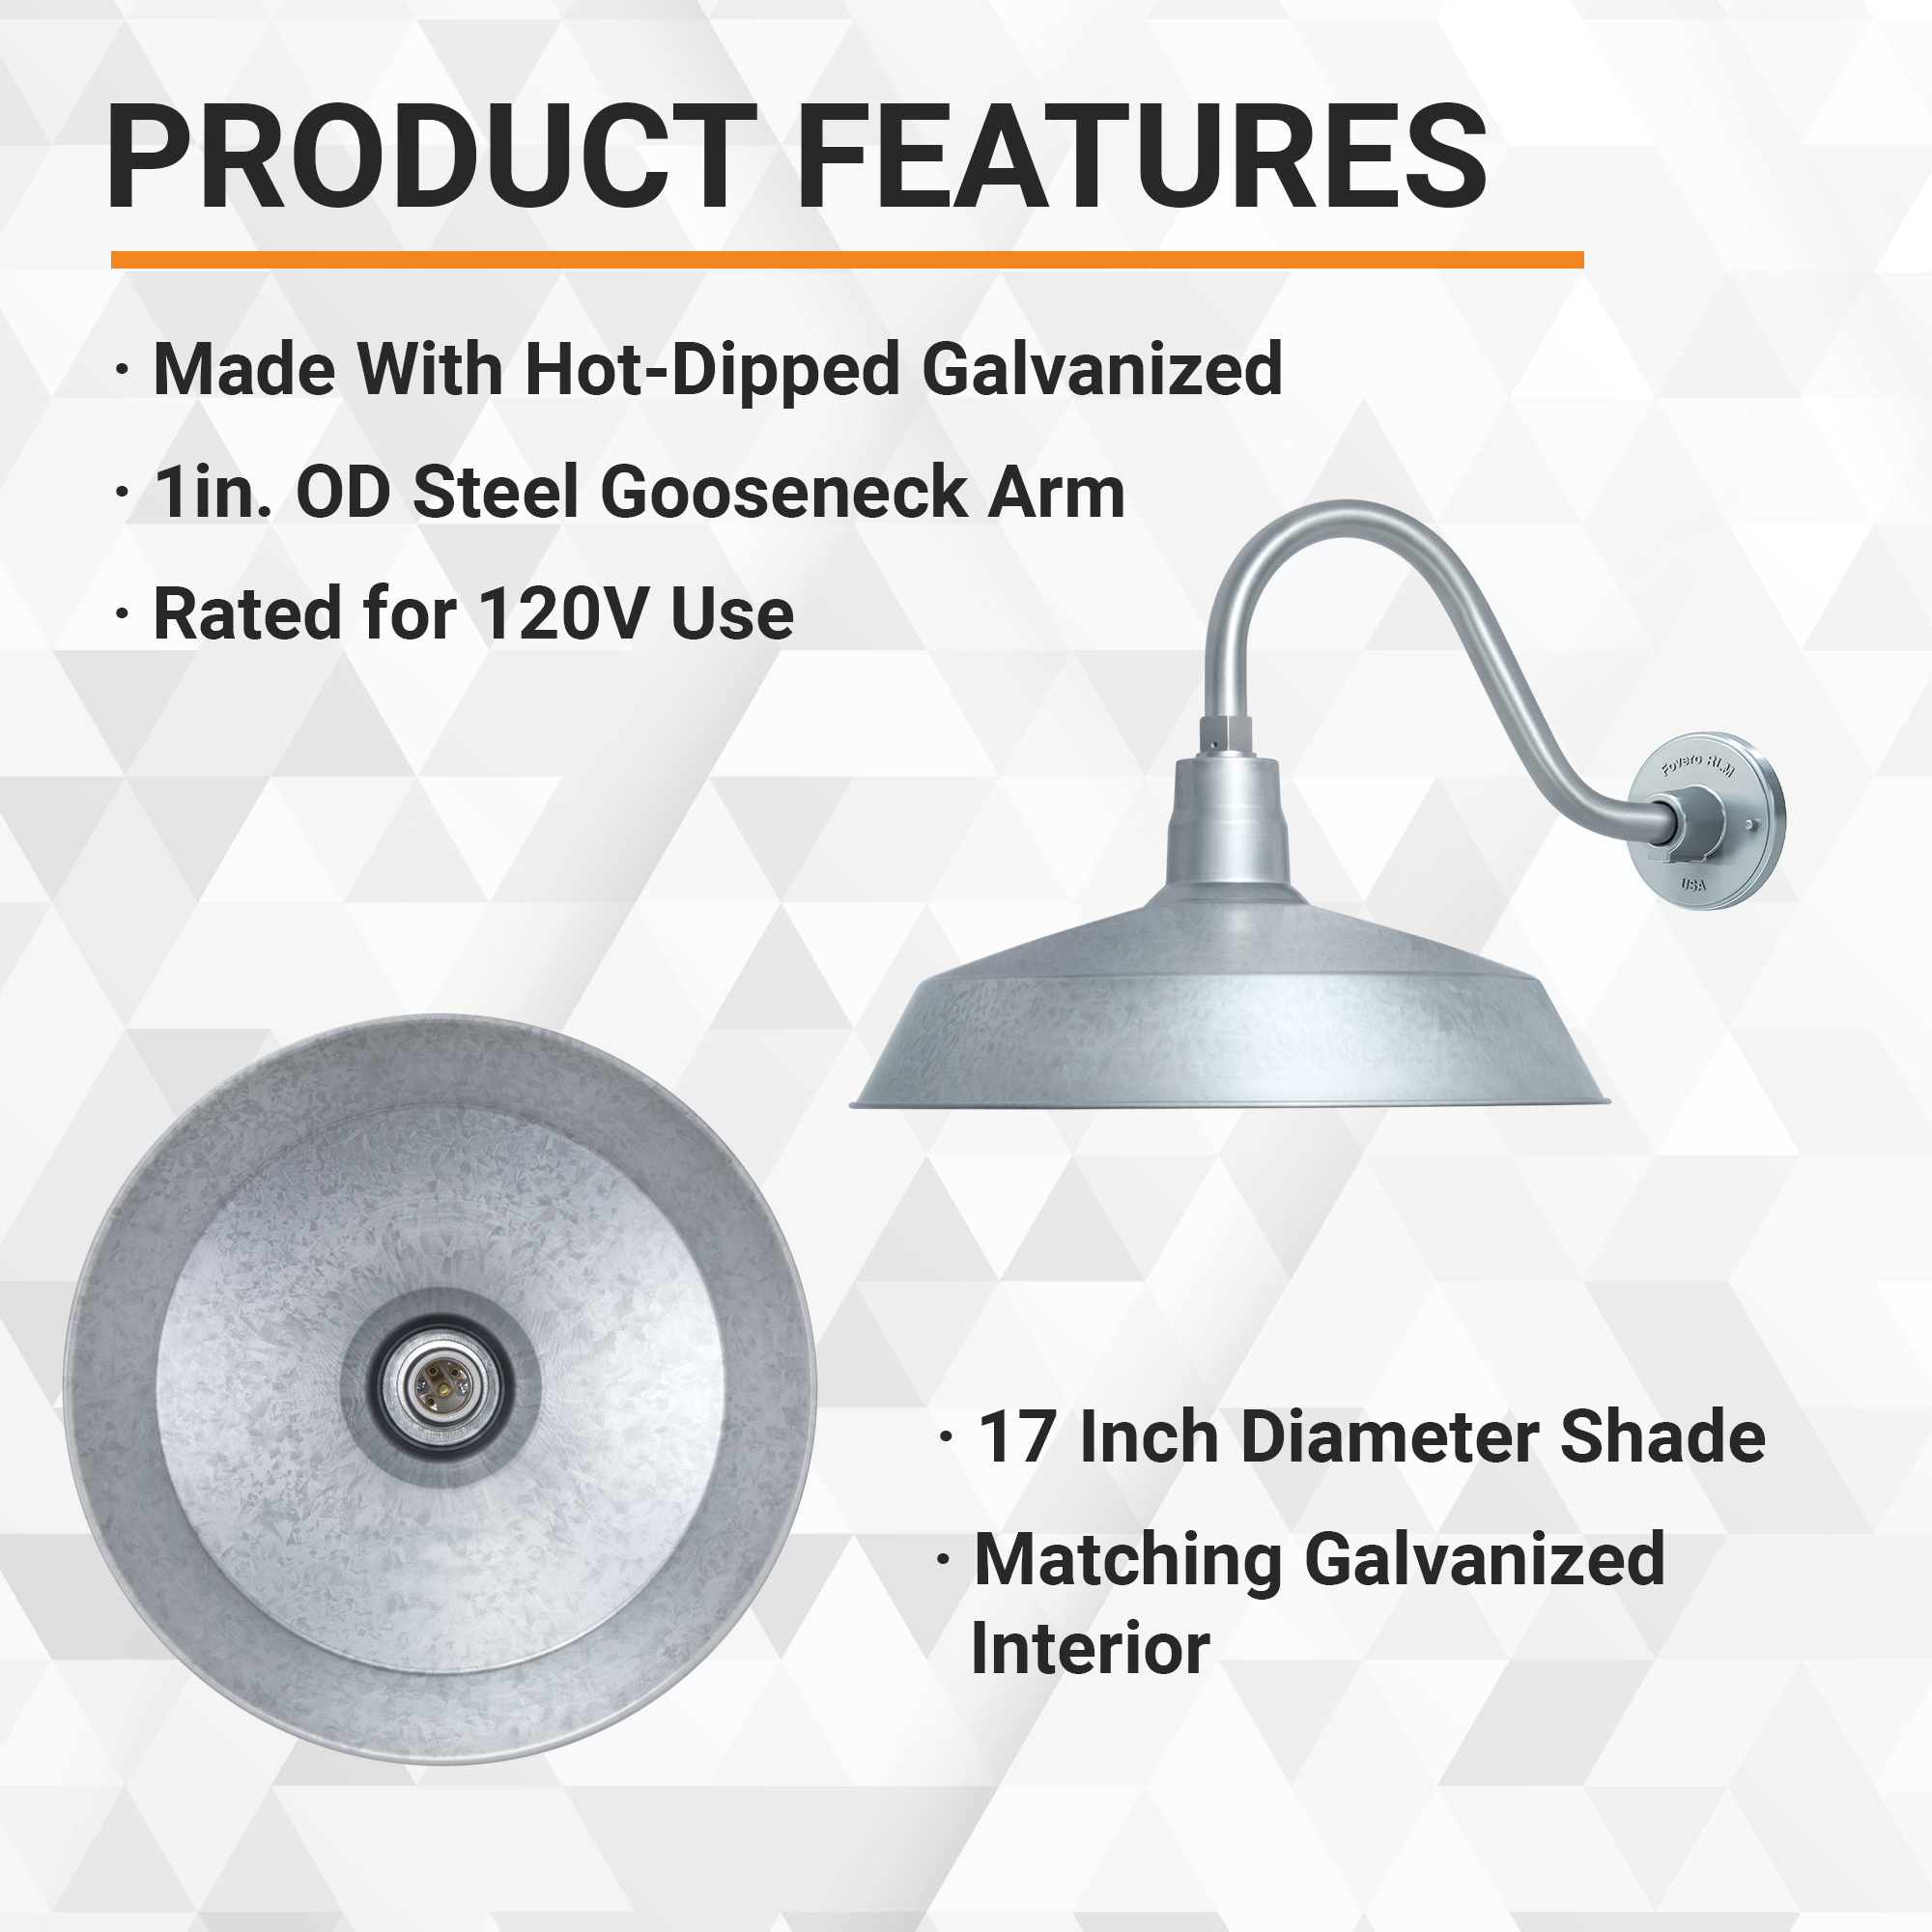 PRODUCT FEATURES
· Made With Hot-Dipped Galvanized
· 1in. OD Steel Gooseneck Arm
· Rated for 120V Use
Fovero RLM
USA
· 17 Inch Diameter Shade
· Matching Galvanized
Interior